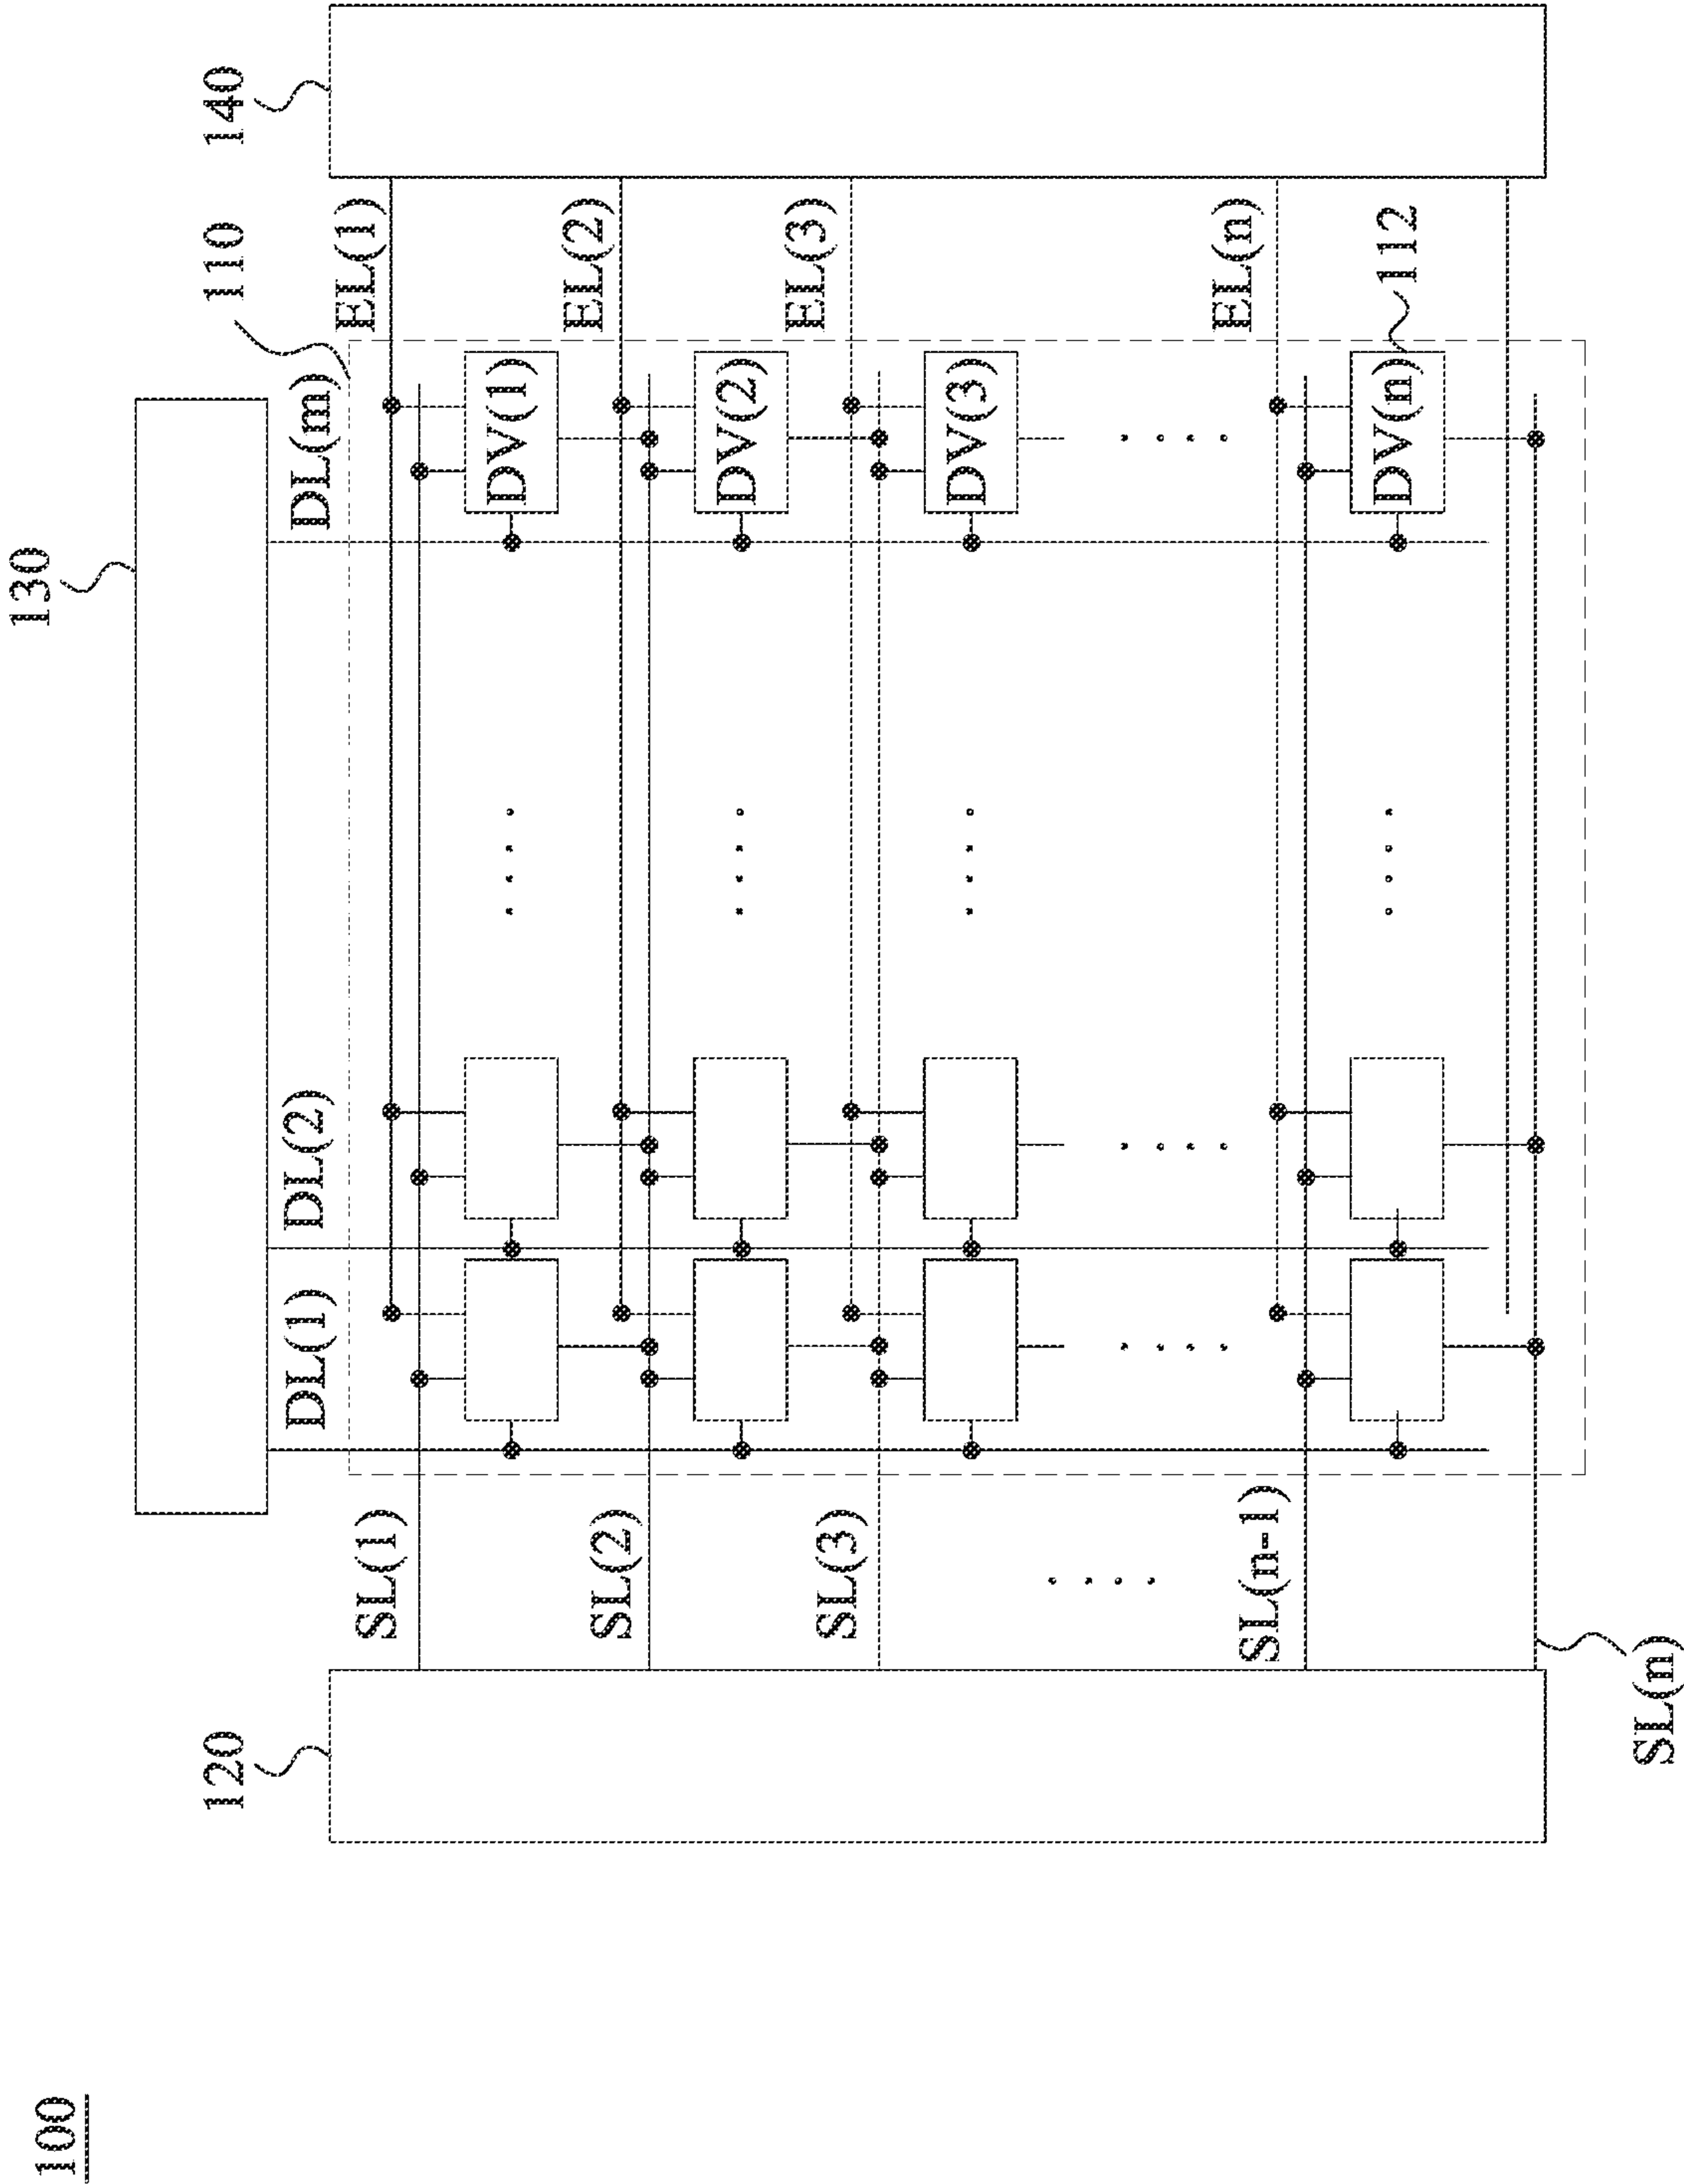 100
130
120
110
140
DL(1)
DL(2)
DL(m)
SL(1)
EL(1)
DV(1)
SL(2)
EL(2)
DV(2)
SL(3)
EL(3)
DV(3)
SL(n-1)
EL(n)
DV(n)
112
SL(n)